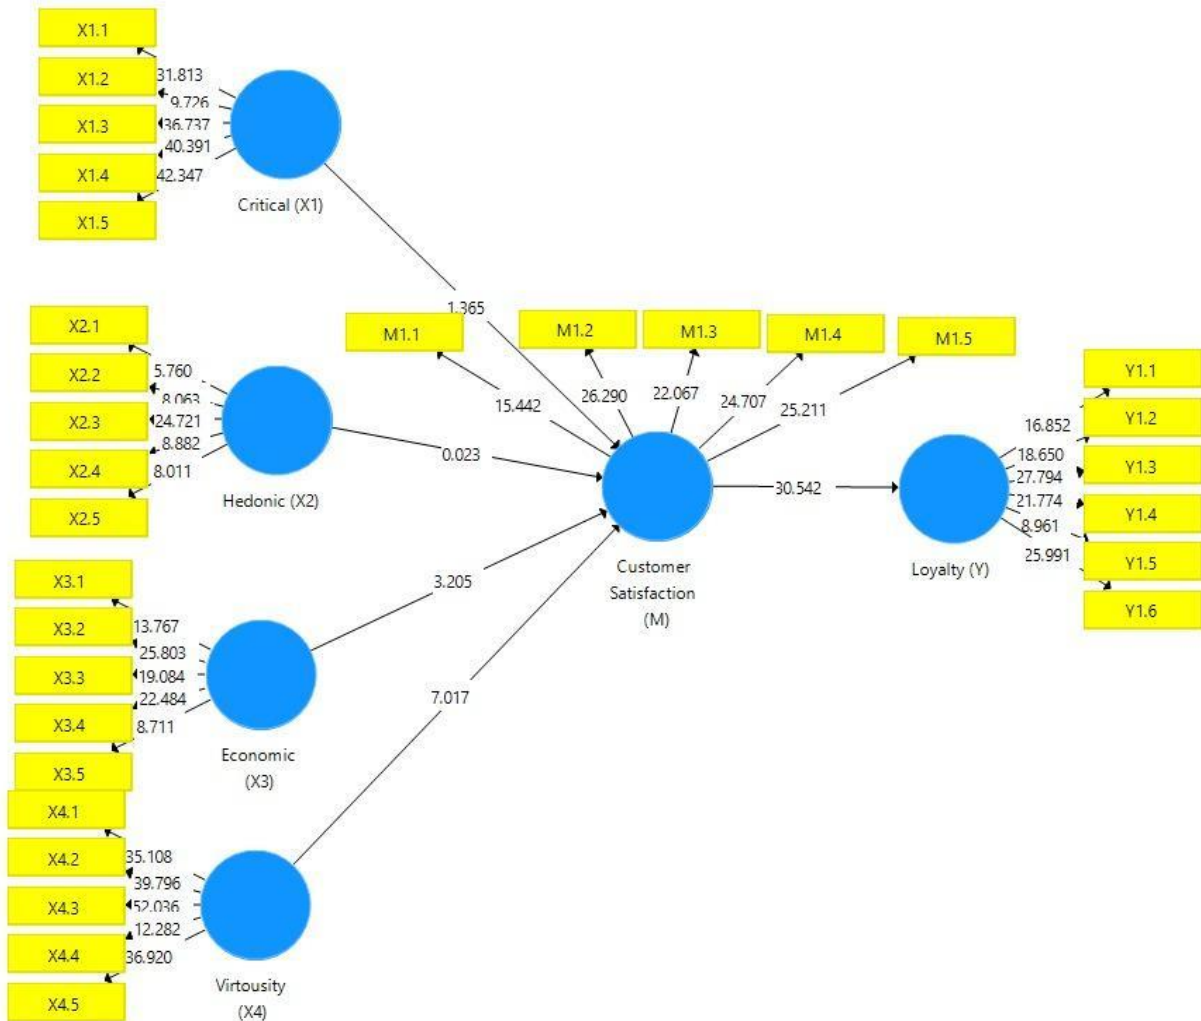 X1.1
X1.2
X1.3
X1.4
X1.5
31.813
9.726
36.737
40.391
42.347
Critical (X1)
1.365
X2.1
X2.2
X2.3
X2.4
X2.5
5.760
8.063
24.721
8.882
8.011
Hedonic (X2)
0.023
M1.1
M1.2
M1.3
M1.4
M1.5
15.442
26.290
22.067
24.707
25.211
Customer
Satisfaction
(M)
30.542
Y1.1
Y1.2
Y1.3
Y1.4
Y1.5
Y1.6
16.852
18.650
27.794
21.774
8.961
25.991
Loyalty (Y)
X3.1
X3.2
X3.3
X3.4
X3.5
13.767
25.803
19.084
22.484
8.711
Economic
(X3)
3.205
X4.1
X4.2
X4.3
X4.4
X4.5
35.108
39.796
52.036
12.282
36.920
Virtousity
(X4)
7.017